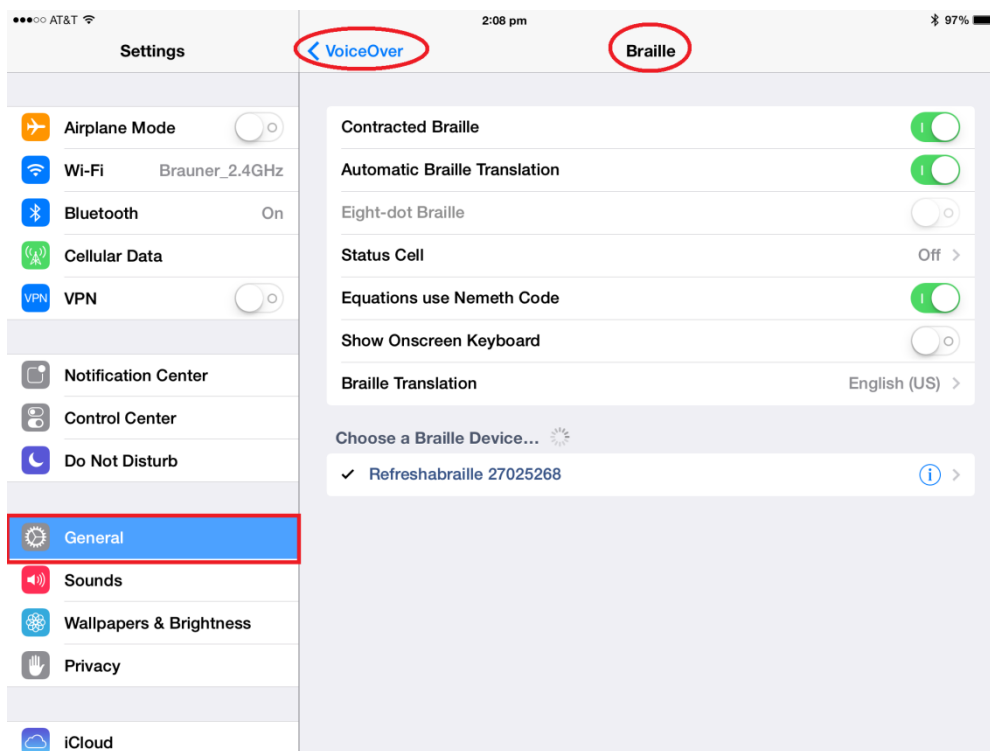 AT&T 2:08 pm 97%
Settings
VoiceOver Braille
Airplane Mode
Wi-Fi Brauner_2.4GHz
Bluetooth On
Cellular Data
VPN VPN
Notification Center
Control Center
Do Not Disturb
General
Sounds
Wallpapers & Brightness
Privacy
iCloud
Contracted Braille
Automatic Braille Translation
Eight-dot Braille
Status Cell Off
Equations use Nemeth Code
Show Onscreen Keyboard
Braille Translation English (US)
Choose a Braille Device...
Refreshabraille 27025268